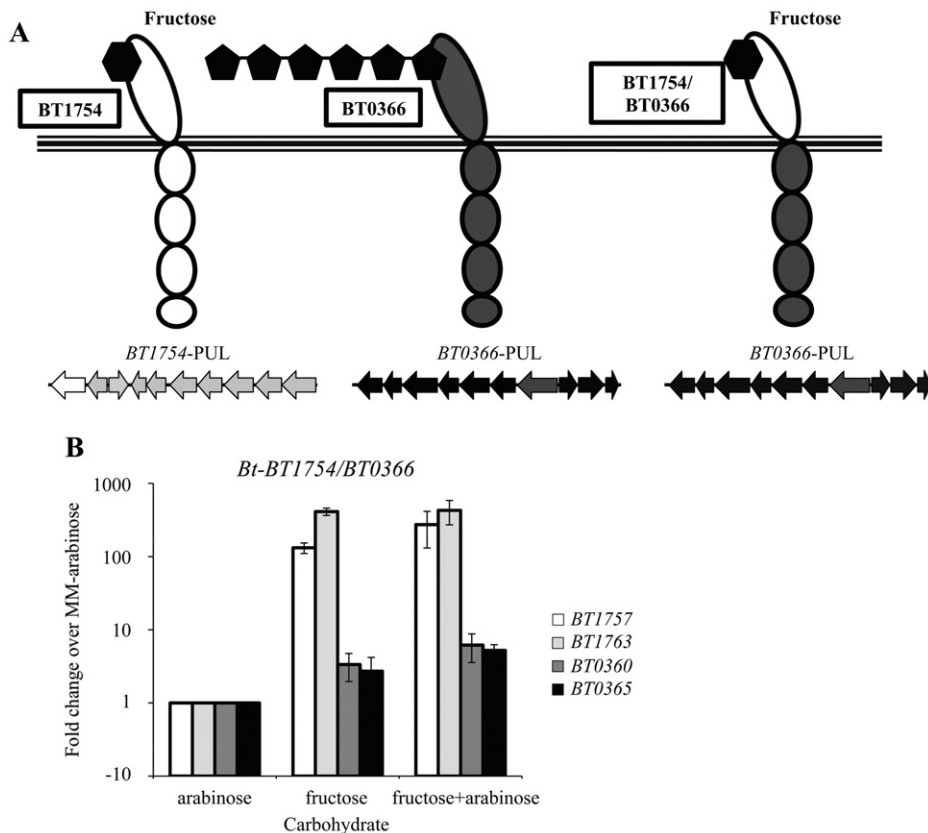 A
Fructose
Fructose
BT1754
BT0366
BT1754/
BT0366
BT1754-PUL
BT0366-PUL
BT0366-PUL
B
Bt-BT1754/BT0366
Fold change over MM-arabinose
1000
100
10
1
-10
arabinose
fructose
fructose+arabinose
Carbohydrate
BT1757
BT1763
BT0360
BT0365